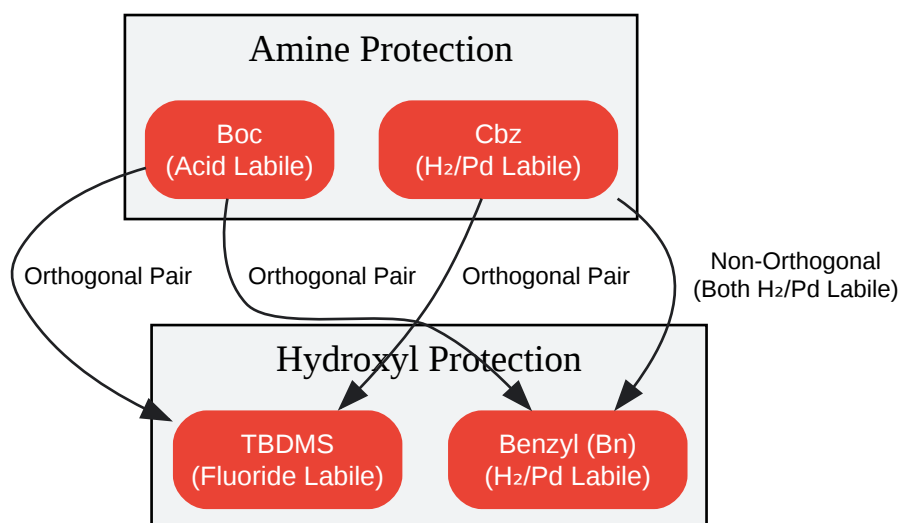 Amine Protection
Boc
(Acid Labile)
Cbz
(H₂/Pd Labile)
Orthogonal Pair
Orthogonal Pair
Orthogonal Pair
Non-Orthogonal
(Both H₂/Pd Labile)
Hydroxyl Protection
TBDMS
(Fluoride Labile)
Benzyl (Bn)
(H₂/Pd Labile)